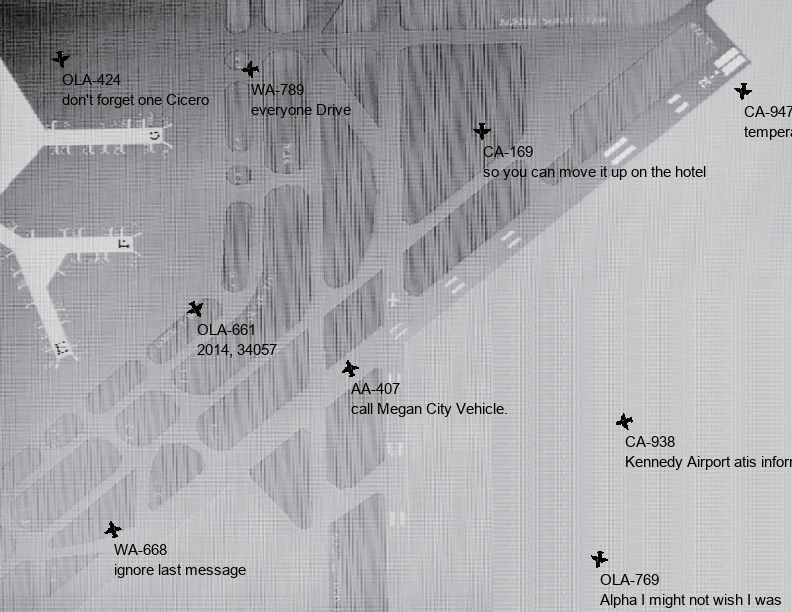 OLA-424
don't forget one Cicero
WA-789
everyone Drive
CA-947
tempera
CA-169
so you can move it up on the hotel
OLA-661
2014, 34057
AA-407
call Megan City Vehicle.
CA-938
Kennedy Airport atis infor
WA-668
ignore last message
OLA-769
Alpha I might not wish I was